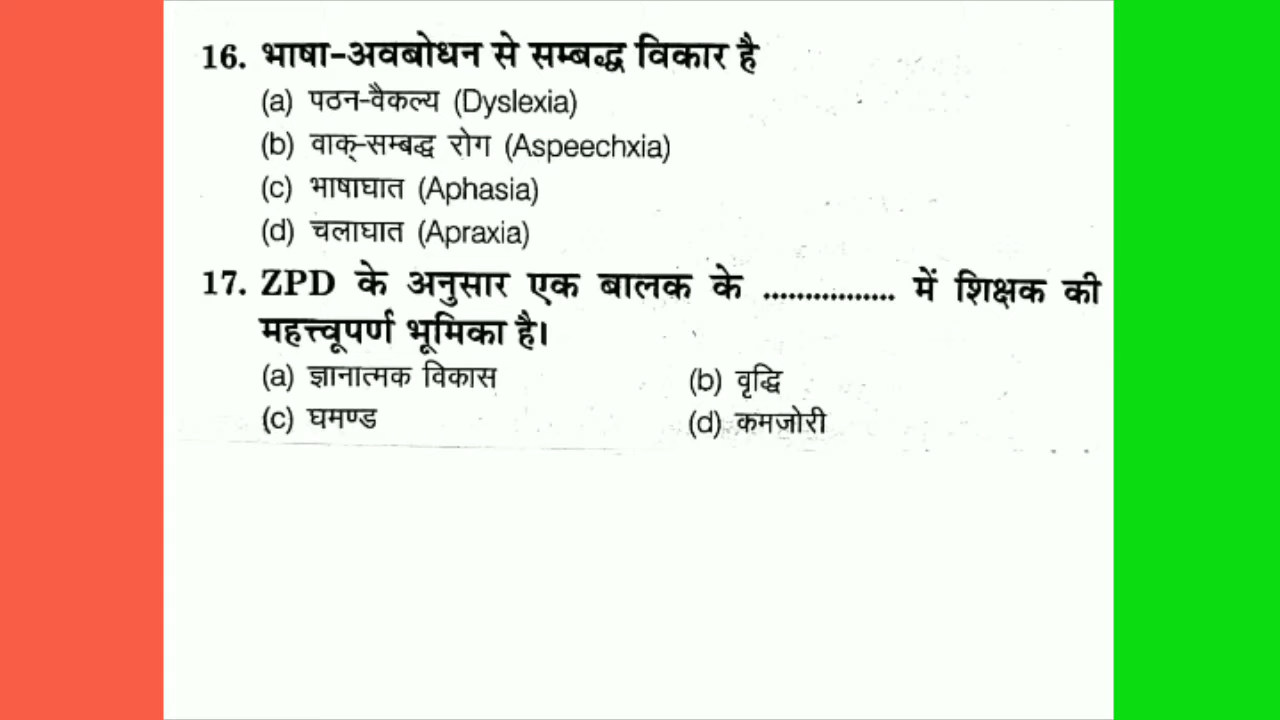 16. भाषा-अवबोधन से सम्बद्ध विकार है
(a) पठन-वैकल्य (Dyslexia)
(b) वाक्-सम्बद्ध रोग (Aspeechxia)
(c) भाषाघात (Aphasia)
(d) चलाघात (Apraxia)
17. ZPD के अनुसार एक बालक के ................ में शिक्षक की
महत्त्वूपर्ण भूमिका है।
(a) ज्ञानात्मक विकास (b) वृद्धि
(c) घमण्ड (d) कमजोरी